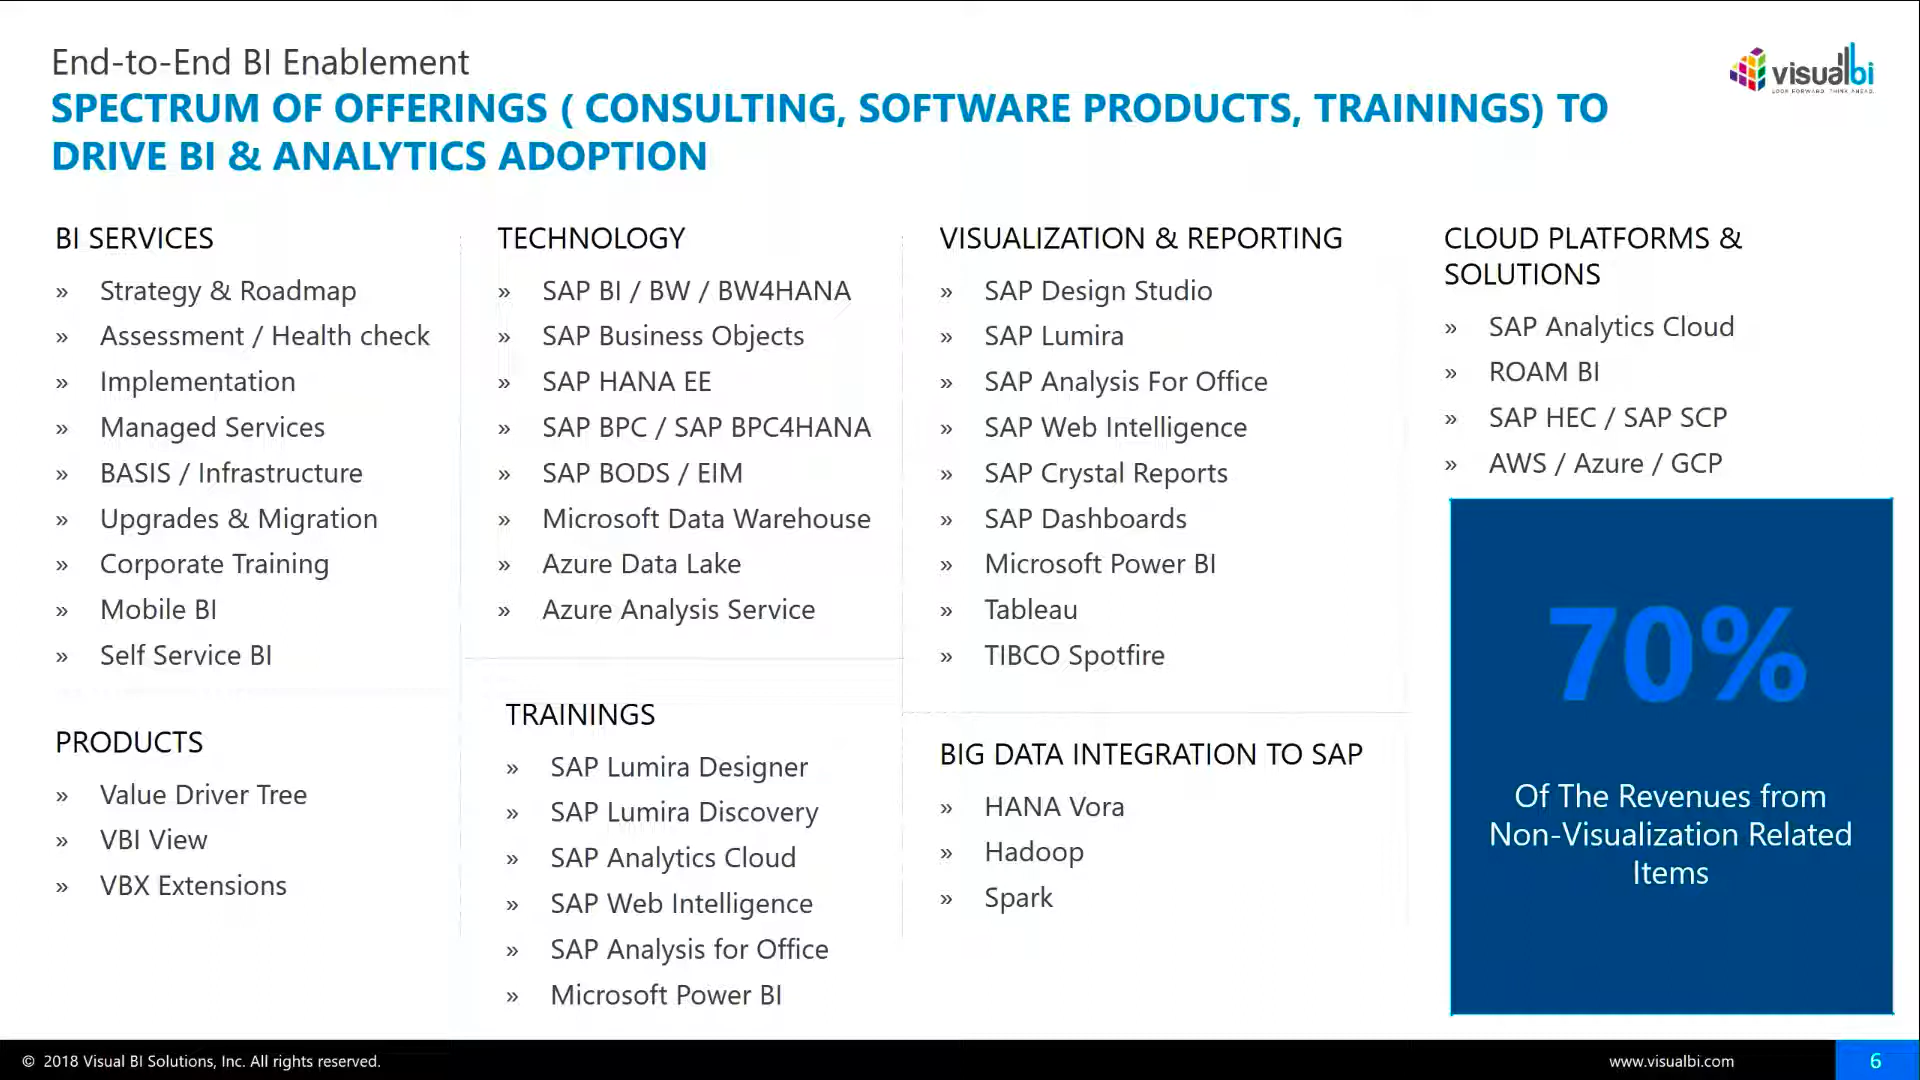 End-to-End BI Enablement
SPECTRUM OF OFFERINGS ( CONSULTING, SOFTWARE PRODUCTS, TRAININGS) TO
DRIVE BI & ANALYTICS ADOPTION
visualbi
LOOK FORWARD. THINK AHEAD.
BI SERVICES
» Strategy & Roadmap
» Assessment / Health check
» Implementation
» Managed Services
» BASIS / Infrastructure
» Upgrades & Migration
» Corporate Training
» Mobile BI
» Self Service BI
PRODUCTS
» Value Driver Tree
» VBI View
» VBX Extensions
TECHNOLOGY
» SAP BI / BW / BW4HANA
» SAP Business Objects
» SAP HANA EE
» SAP BPC / SAP BPC4HANA
» SAP BODS / EIM
» Microsoft Data Warehouse
» Azure Data Lake
» Azure Analysis Service
TRAININGS
» SAP Lumira Designer
» SAP Lumira Discovery
» SAP Analytics Cloud
» SAP Web Intelligence
» SAP Analysis for Office
» Microsoft Power BI
VISUALIZATION & REPORTING
» SAP Design Studio
» SAP Lumira
» SAP Analysis For Office
» SAP Web Intelligence
» SAP Crystal Reports
» SAP Dashboards
» Microsoft Power BI
» Tableau
» TIBCO Spotfire
BIG DATA INTEGRATION TO SAP
» HANA Vora
» Hadoop
» Spark
CLOUD PLATFORMS &
SOLUTIONS
» SAP Analytics Cloud
» ROAM BI
» SAP HEC / SAP SCP
» AWS / Azure / GCP
70%
Of The Revenues from
Non-Visualization Related
Items
© 2018 Visual BI Solutions, Inc. All rights reserved.
www.visualbi.com
6